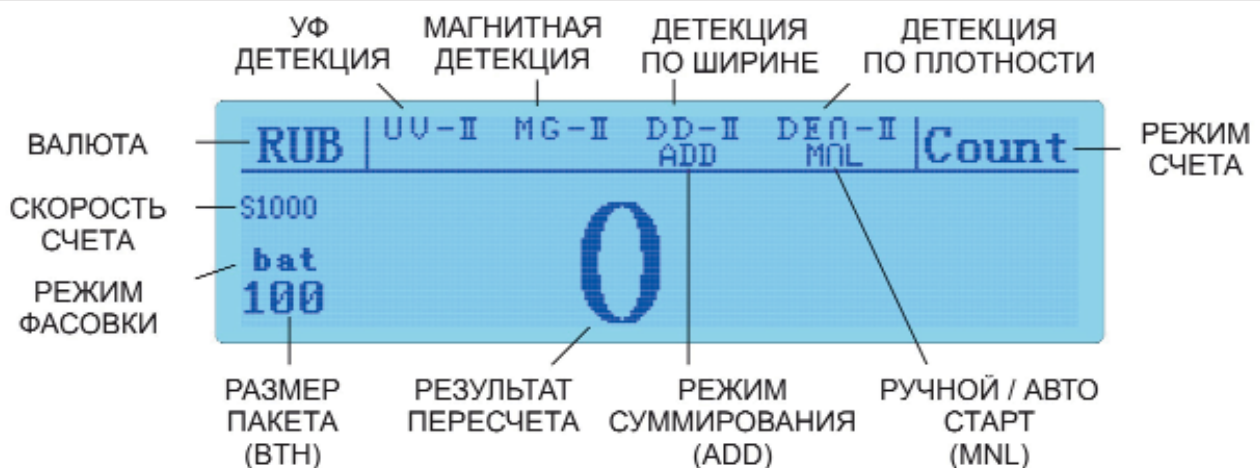 УФ
ДЕТЕКЦИЯ
МАГНИТНАЯ
ДЕТЕКЦИЯ
ДЕТЕКЦИЯ
ПО ШИРИНЕ
ДЕТЕКЦИЯ
ПО ПЛОТНОСТИ
ВАЛЮТА
RUB
UV-II MG-II DD-II DEN-II
ADD MNL
Count
РЕЖИМ
СЧЕТА
СКОРОСТЬ
СЧЕТА
S1000
bat
100
0
РЕЖИМ
ФАСОВКИ
РАЗМЕР
ПАКЕТА
(BTH)
РЕЗУЛЬТАТ
ПЕРЕСЧЕТА
РЕЖИМ
СУММИРОВАНИЯ
(ADD)
РУЧНОЙ / АВТО
СТАРТ
(MNL)